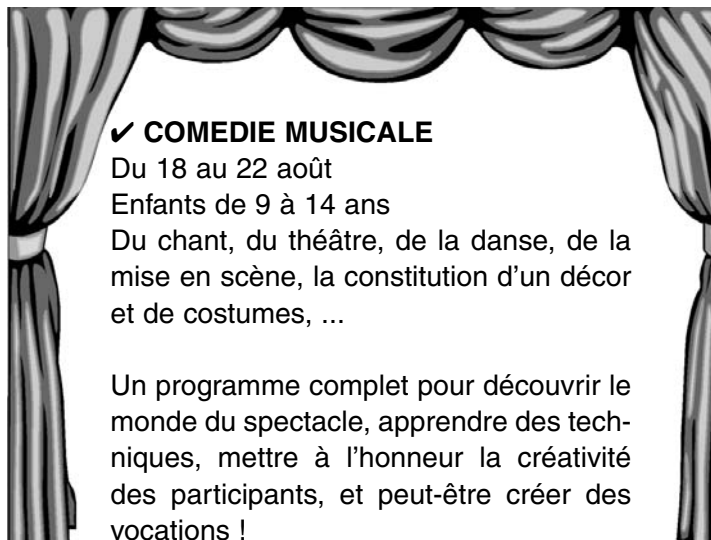 ✔ COMEDIE MUSICALE
Du 18 au 22 août
Enfants de 9 à 14 ans
Du chant, du théâtre, de la danse, de la
mise en scène, la constitution d’un décor
et de costumes, ...
Un programme complet pour découvrir le
monde du spectacle, apprendre des tech-
niques, mettre à l’honneur la créativité
des participants, et peut-être créer des
vocations !